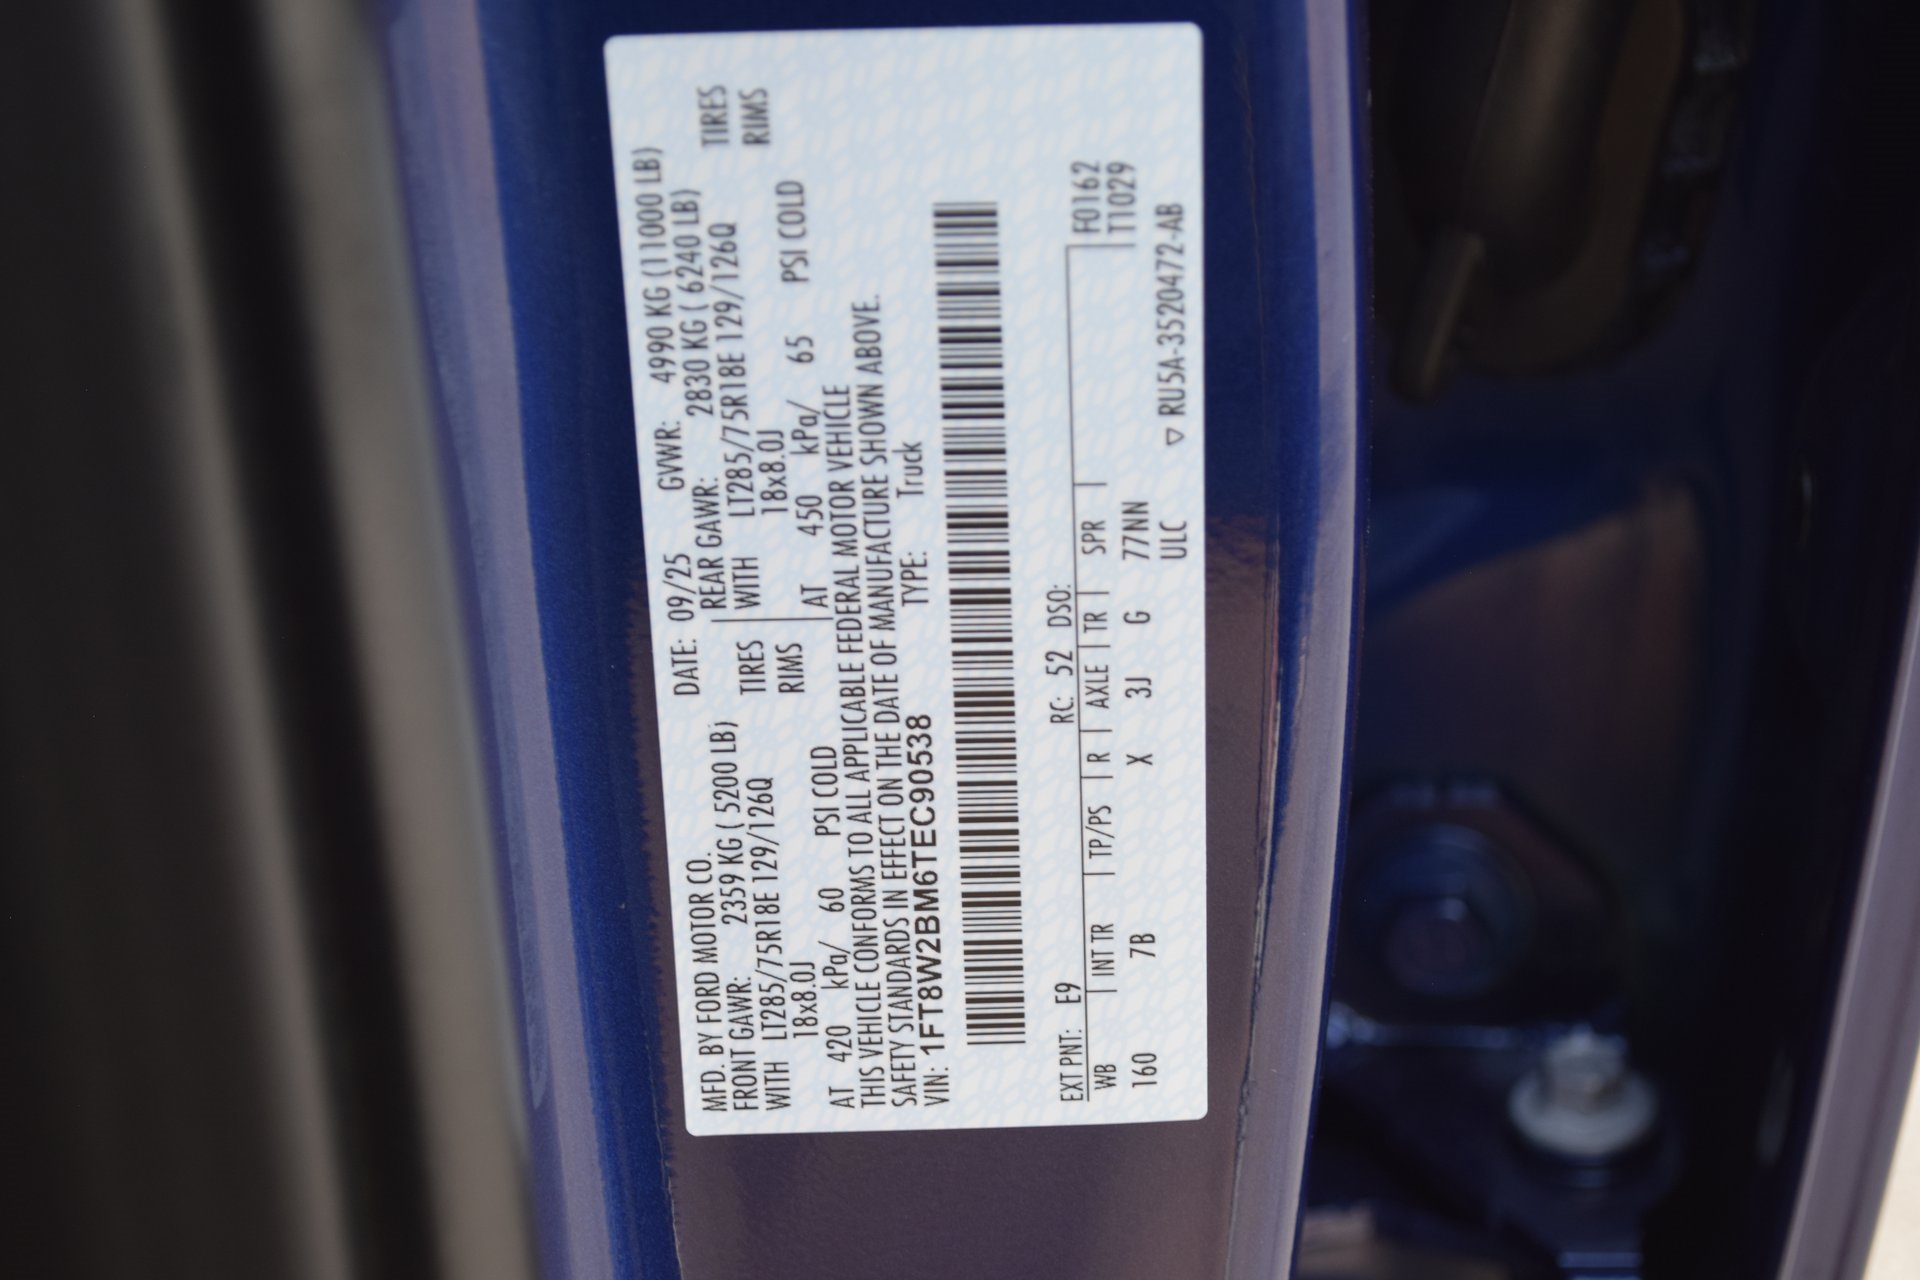 MFD. BY FORD MOTOR CO. DATE: 09/25 GVWR: 4990 KG (11000 LB)
FRONT GAWR: 2359 KG ( 5200 LB) REAR GAWR: 2830 KG ( 6240 LB)
WITH LT285/75R18E 129/126Q TIRES WITH LT285/75R18E 129/126Q TIRES
18x8.0J RIMS 18x8.0J RIMS
AT 420 kPa/ 60 PSI COLD AT 450 kPa/ 65 PSI COLD
THIS VEHICLE CONFORMS TO ALL APPLICABLE FEDERAL MOTOR VEHICLE
SAFETY STANDARDS IN EFFECT ON THE DATE OF MANUFACTURE SHOWN ABOVE.
VIN: 1FT8W2BM6TEC90538 TYPE: Truck
EXT PNT: E9 RC: 52 DSO: F0162
WB INT TR TP/PS R AXLE TR SPR T1029
160 7B X 3J G 77NN
ULC ▽ RU5A-3520472-AB